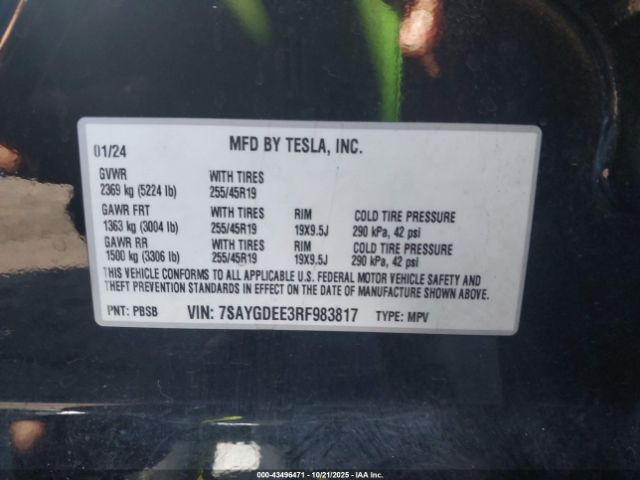 01/24 MFD BY TESLA, INC.
GVWR WITH TIRES
2369 kg (5224 lb) 255/45R19
GAWR FRT WITH TIRES RIM COLD TIRE PRESSURE
1363 kg (3004 lb) 255/45R19 19X9.5J 290 kPa, 42 psi
GAWR RR WITH TIRES RIM COLD TIRE PRESSURE
1500 kg (3306 lb) 255/45R19 19X9.5J 290 kPa, 42 psi
THIS VEHICLE CONFORMS TO ALL APPLICABLE U.S. FEDERAL MOTOR VEHICLE SAFETY AND
THEFT PREVENTION STANDARDS IN EFFECT ON THE DATE OF MANUFACTURE SHOWN ABOVE.
PNT: PBSB VIN: 7SAYGDEE3RF983817 TYPE: MPV
000-43496471 - 10/21/2025 - IAA Inc.